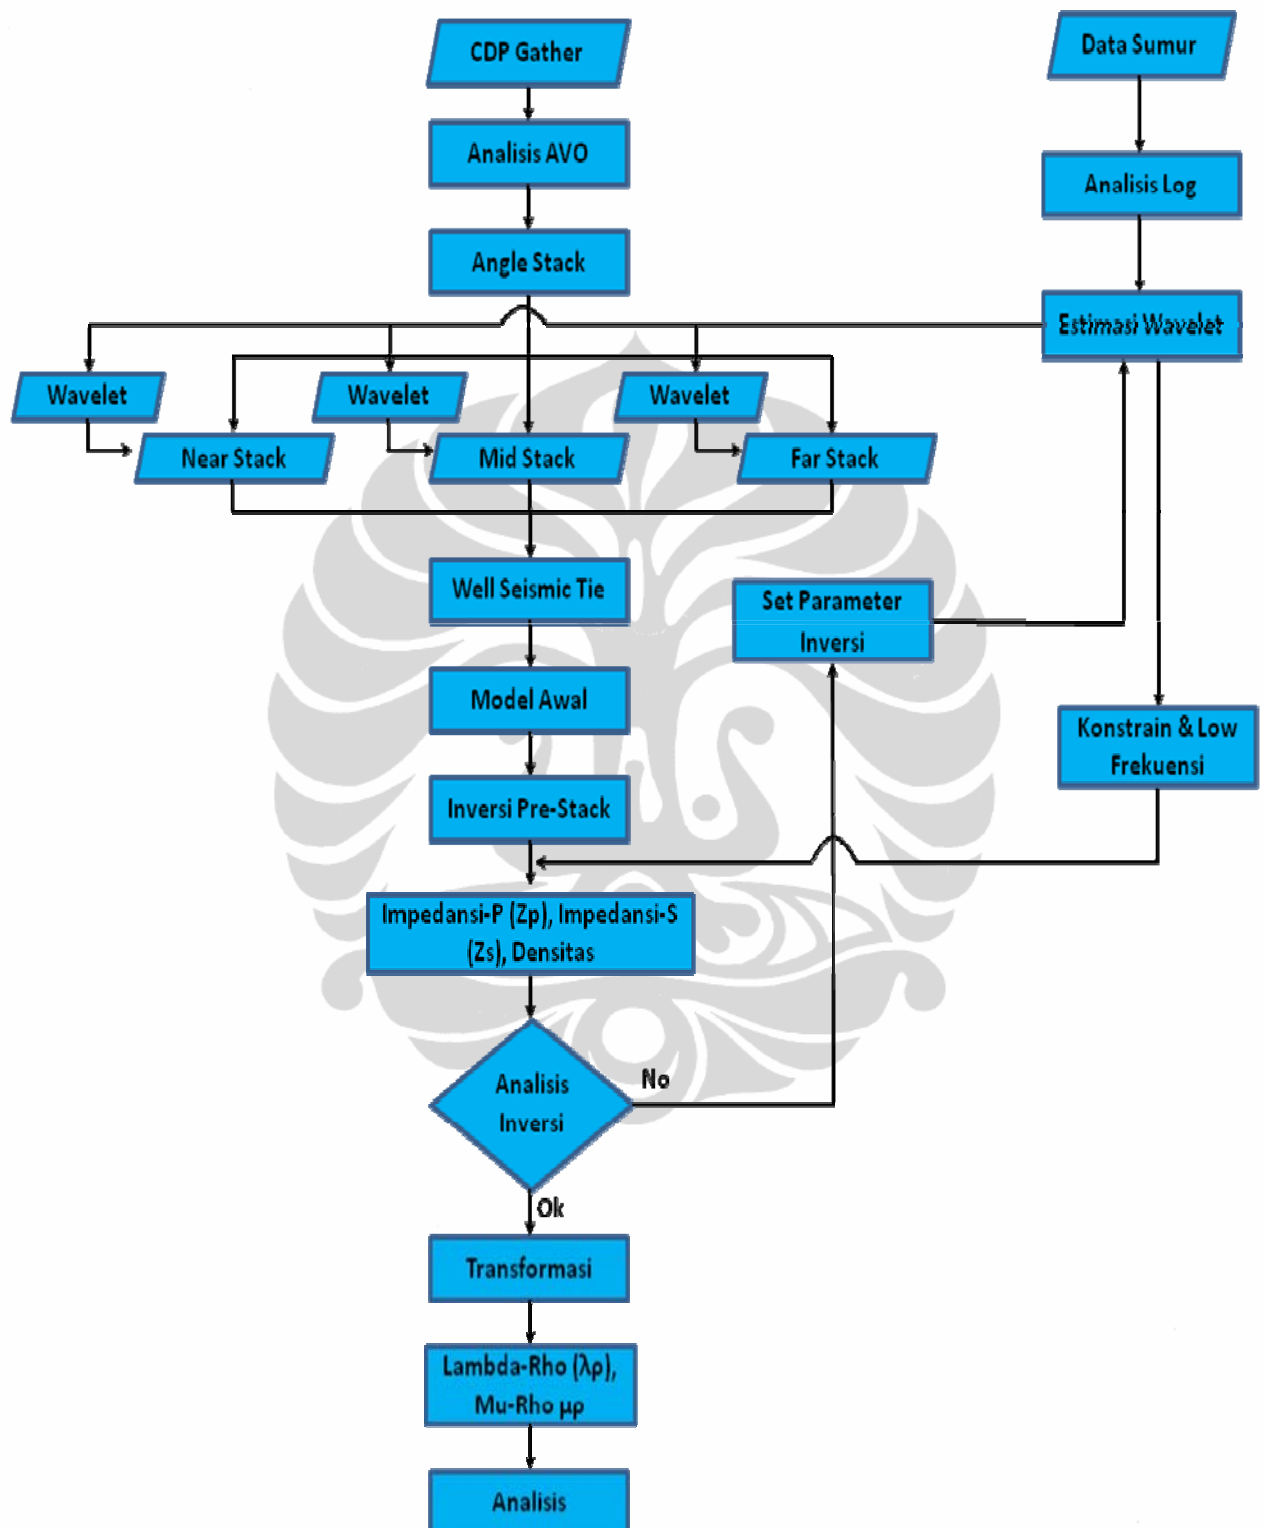 CDP Gather
Data Sumur
Analisis AVO
Analisis Log
Angle Stack
Estimasi Wavelet
Wavelet
Wavelet
Wavelet
Near Stack
Mid Stack
Far Stack
Well Seismic Tie
Set Parameter
Inversi
Model Awal
Konstrain & Low
Frekuensi
Inversi Pre-Stack
Impedansi-P (Zp), Impedansi-S
(Zs), Densitas
Analisis
Inversi
No
Ok
Transformasi
Lambda-Rho (λρ),
Mu-Rho μρ
Analisis